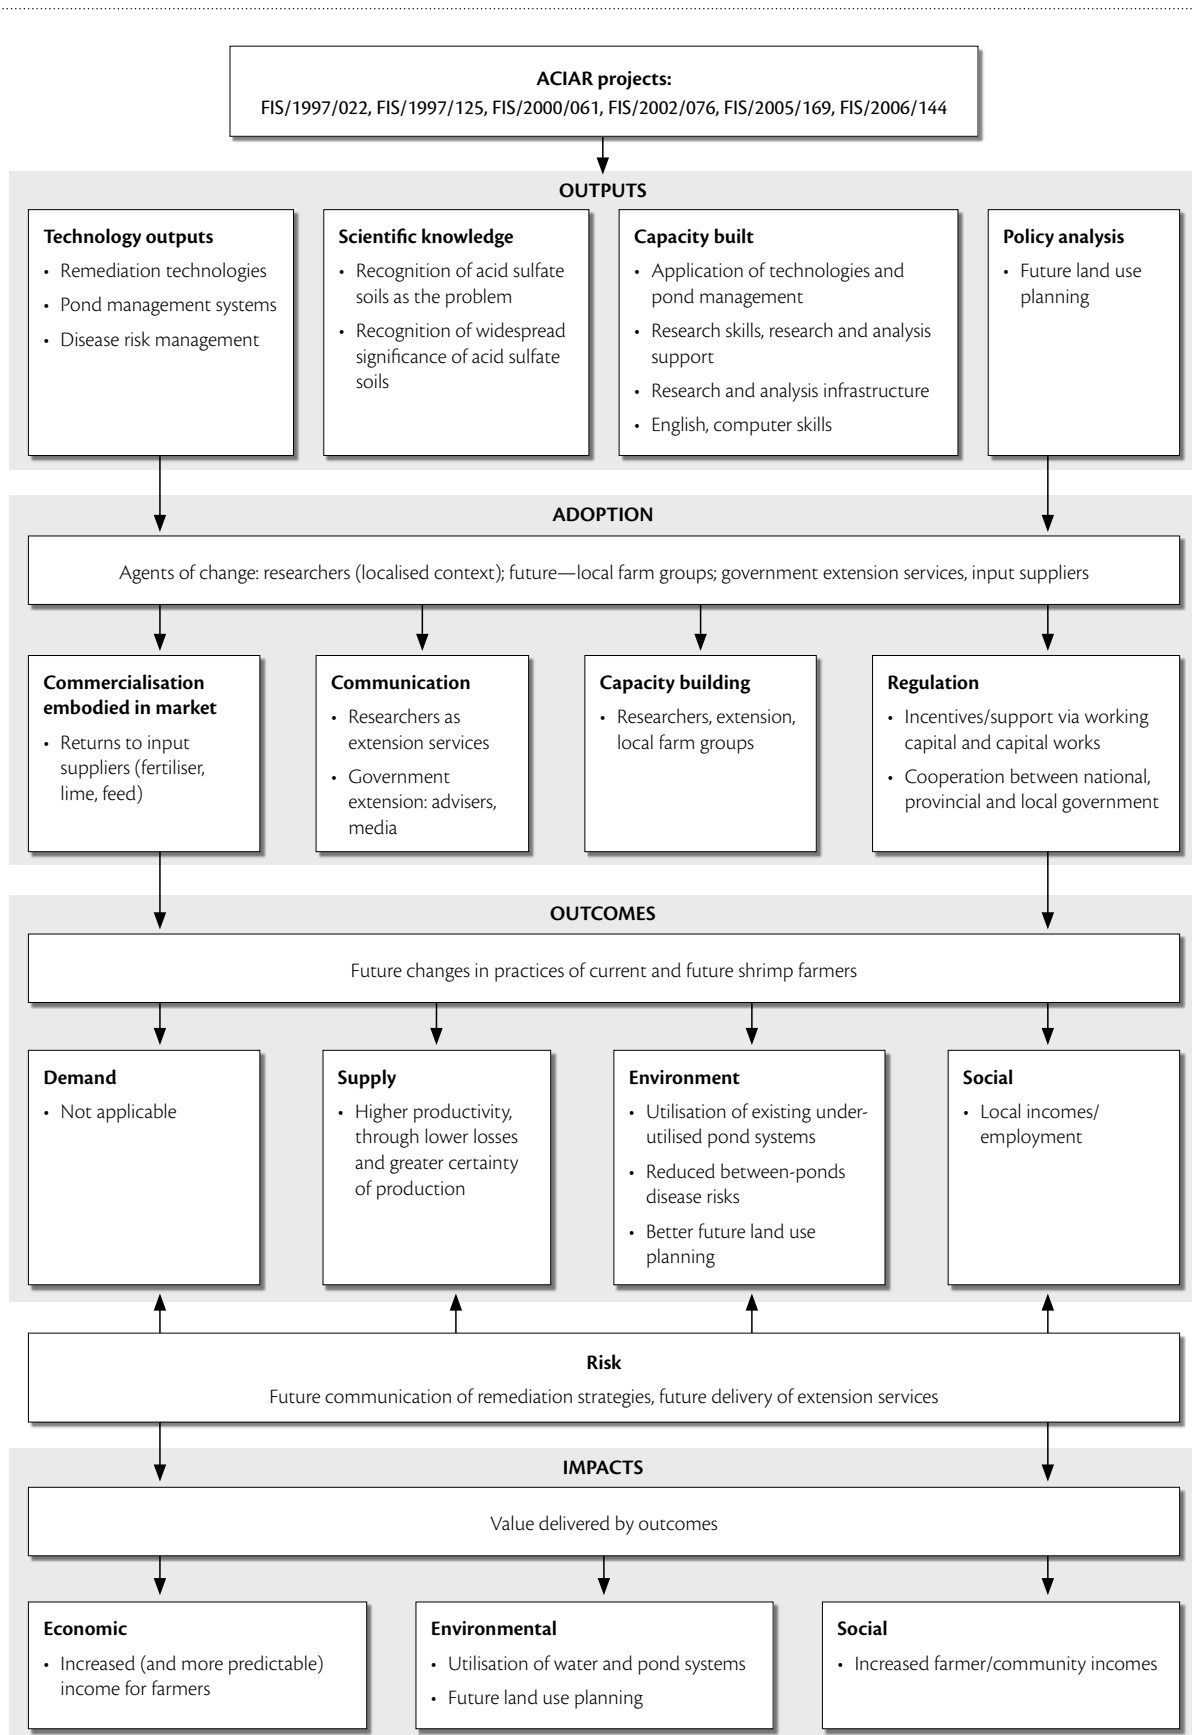 ACIAR projects:
FIS/1997/022, FIS/1997/125, FIS/2000/061, FIS/2002/076, FIS/2005/169, FIS/2006/144
OUTPUTS
Technology outputs
• Remediation technologies
• Pond management systems
• Disease risk management
Scientific knowledge
• Recognition of acid sulfate
soils as the problem
• Recognition of widespread
significance of acid sulfate
soils
Capacity built
• Application of technologies and
pond management
• Research skills, research and analysis
support
• Research and analysis infrastructure
• English, computer skills
Policy analysis
• Future land use
planning
ADOPTION
Agents of change: researchers (localised context); future—local farm groups; government extension services, input suppliers
Commercialisation
embodied in market
• Returns to input
suppliers (fertiliser,
lime, feed)
Communication
• Researchers as
extension services
• Government
extension: advisers,
media
Capacity building
• Researchers, extension,
local farm groups
Regulation
• Incentives/support via working
capital and capital works
• Cooperation between national,
provincial and local government
OUTCOMES
Future changes in practices of current and future shrimp farmers
Demand
• Not applicable
Supply
• Higher productivity,
through lower losses
and greater certainty
of production
Environment
• Utilisation of existing under-
utilised pond systems
• Reduced between-ponds
disease risks
• Better future land use
planning
Social
• Local incomes/
employment
Risk
Future communication of remediation strategies, future delivery of extension services
IMPACTS
Value delivered by outcomes
Economic
• Increased (and more predictable)
income for farmers
Environmental
• Utilisation of water and pond systems
• Future land use planning
Social
• Increased farmer/community incomes